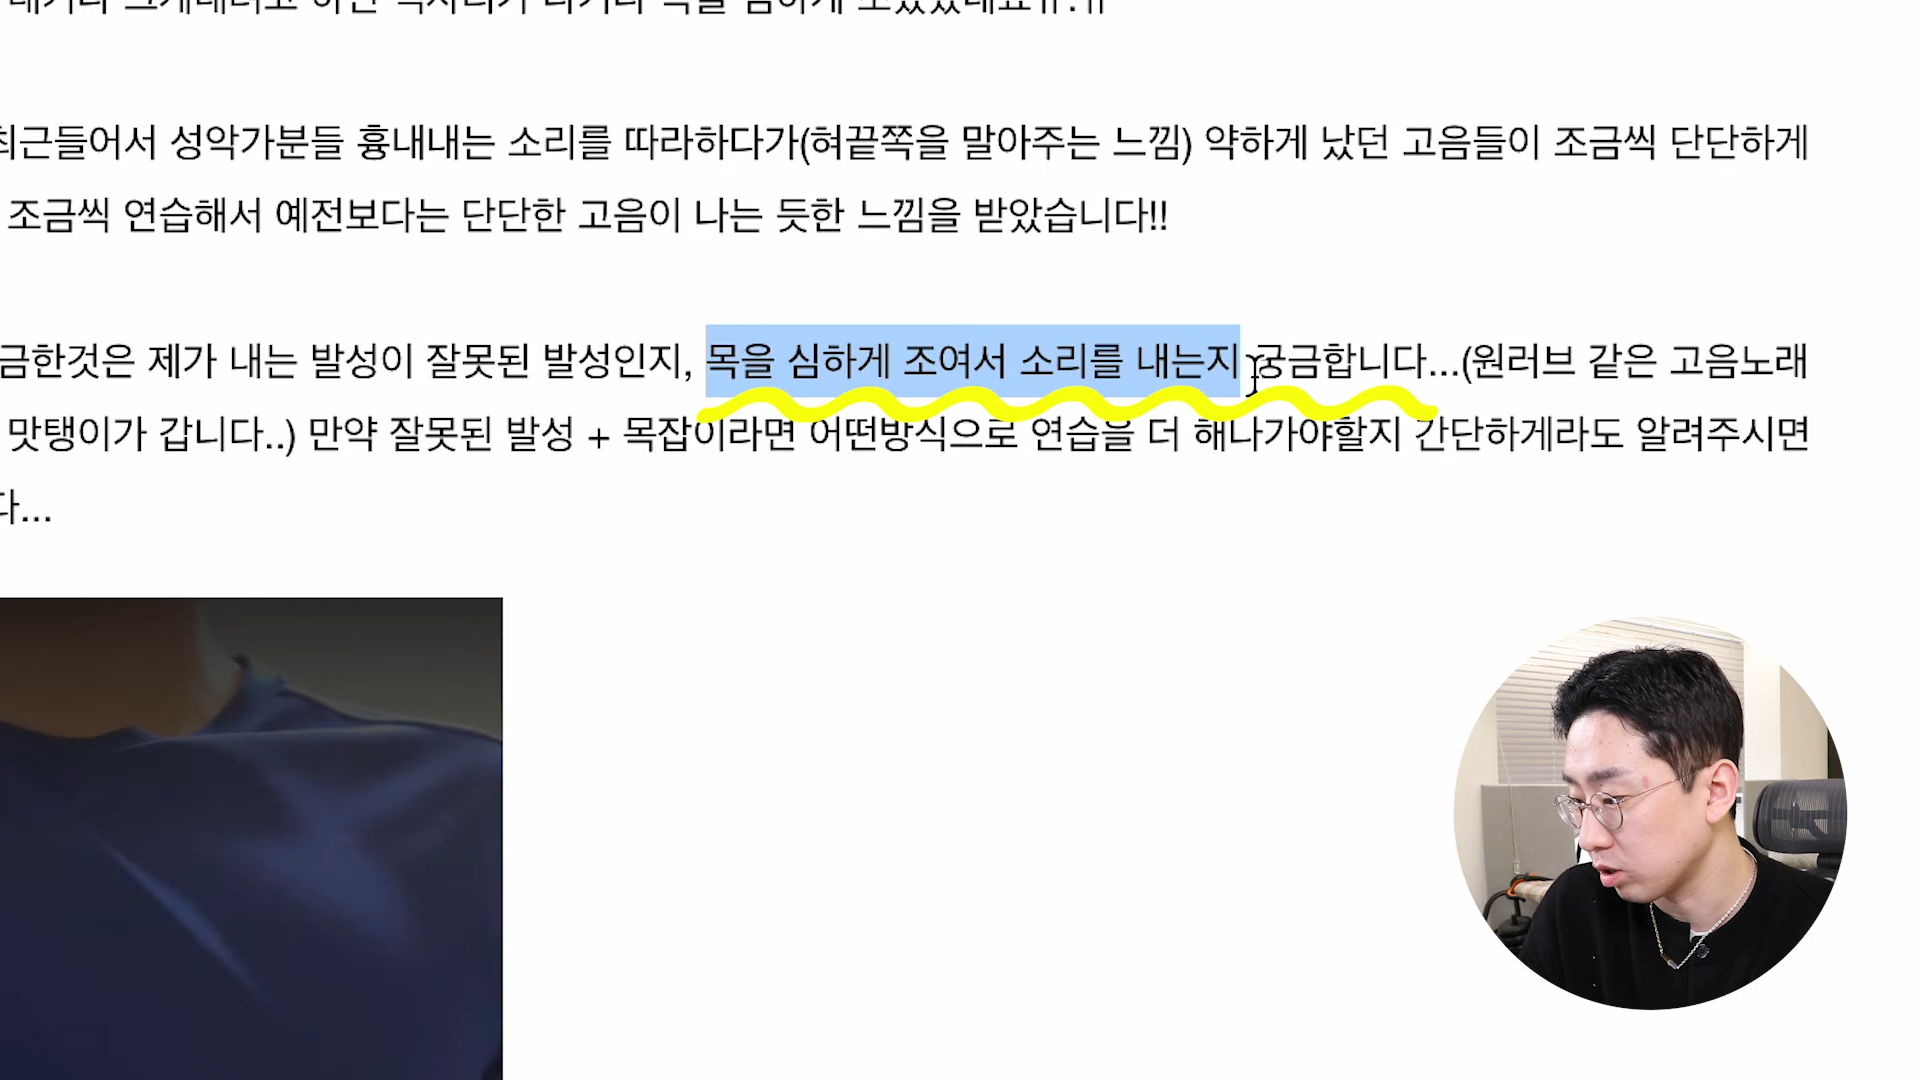 최근들어서 성악가분들 흉내내는 소리를 따라하다가(혀끝쪽을 말아주는 느낌) 약하게 났던 고음들이 조금씩 단단하게
조금씩 연습해서 예전보다는 단단한 고음이 나는 듯한 느낌을 받았습니다!!
금한것은 제가 내는 발성이 잘못된 발성인지, 목을 심하게 조여서 소리를 내는지 궁금합니다...(원러브 같은 고음노래
맛탱이가 갑니다..) 만약 잘못된 발성 + 목잡이라면 어떤방식으로 연습을 더 해나가야할지 간단하게라도 알려주시면
다...